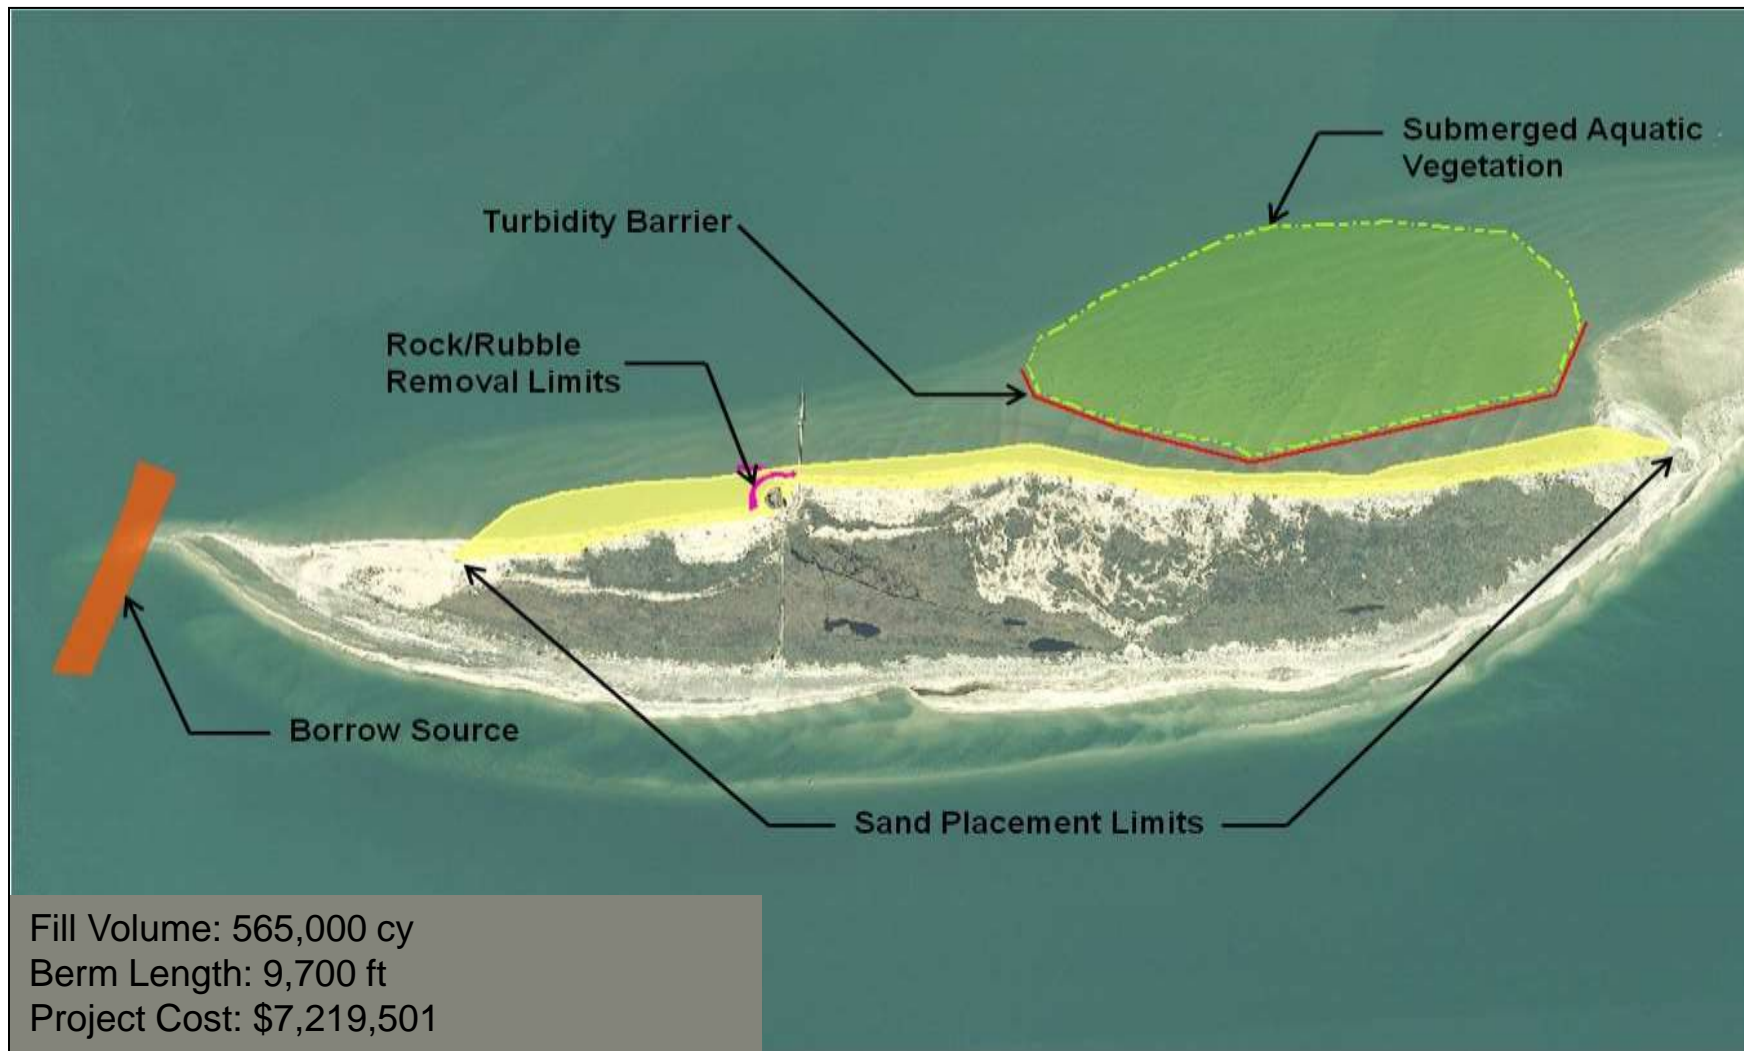 Submerged Aquatic
Vegetation
Turbidity Barrier
Rock/Rubble
Removal Limits
Borrow Source
Sand Placement Limits
Fill Volume: 565,000 cy
Berm Length: 9,700 ft
Project Cost: $7,219,501